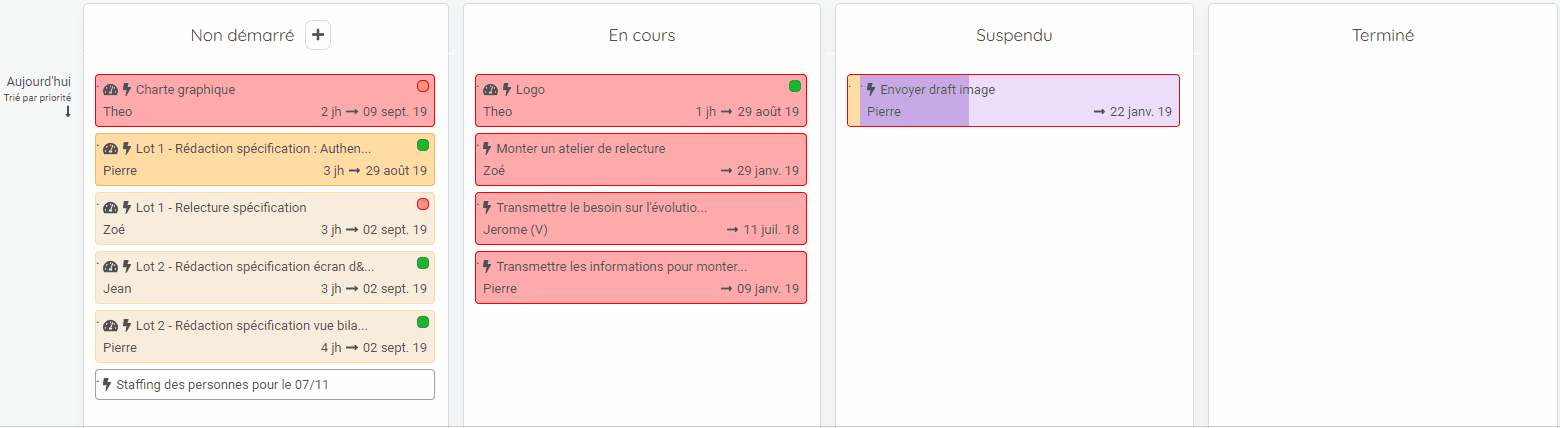 Non démarré
En cours
Suspendu
Terminé
Aujourd'hui
Trié par priorité
Charte graphique
Theo 2 jh → 09 sept. 19
Lot 1 - Rédaction spécification : Authen...
Pierre 3 jh → 29 août 19
Lot 1 - Relecture spécification
Zoé 3 jh → 02 sept. 19
Lot 2 - Rédaction spécification écran d&...
Jean 3 jh → 02 sept. 19
Lot 2 - Rédaction spécification vue bila...
Pierre 4 jh → 02 sept. 19
Staffing des personnes pour le 07/11
Logo
Theo 1 jh → 29 août 19
Monter un atelier de relecture
Zoé → 29 janv. 19
Transmettre le besoin sur l'évolutio...
Jerome (V) → 11 juil. 18
Transmettre les informations pour monter...
Pierre → 09 janv. 19
Envoyer draft image
Pierre → 22 janv. 19